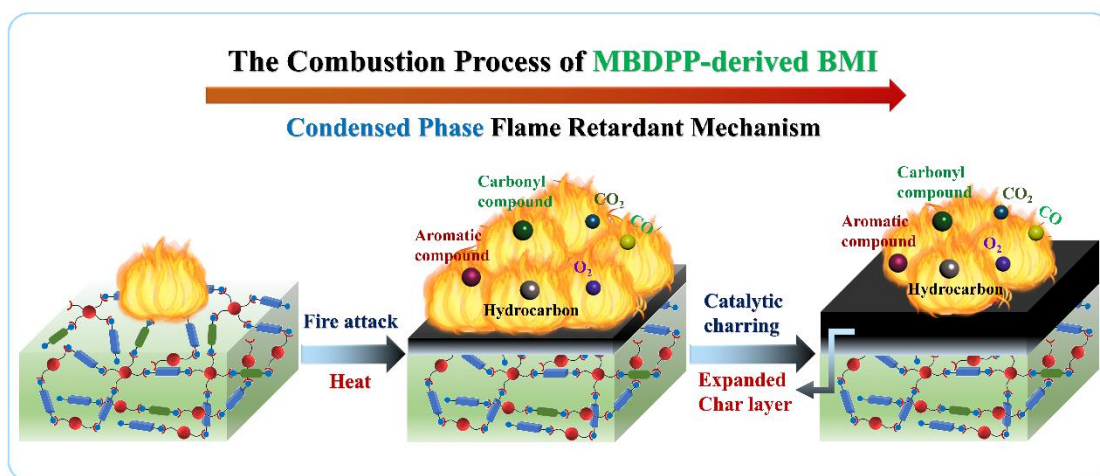 The Combustion Process of MBDPP-derived BMI
Condensed Phase Flame Retardant Mechanism
Fire attack
Heat
Carbonyl
compound
CO₂
CO
Aromatic
compound
O₂
Hydrocarbon
Catalytic
charring
Expanded
Char layer
Carbonyl
compound
CO₂
CO
Aromatic
compound
O₂
Hydrocarbon